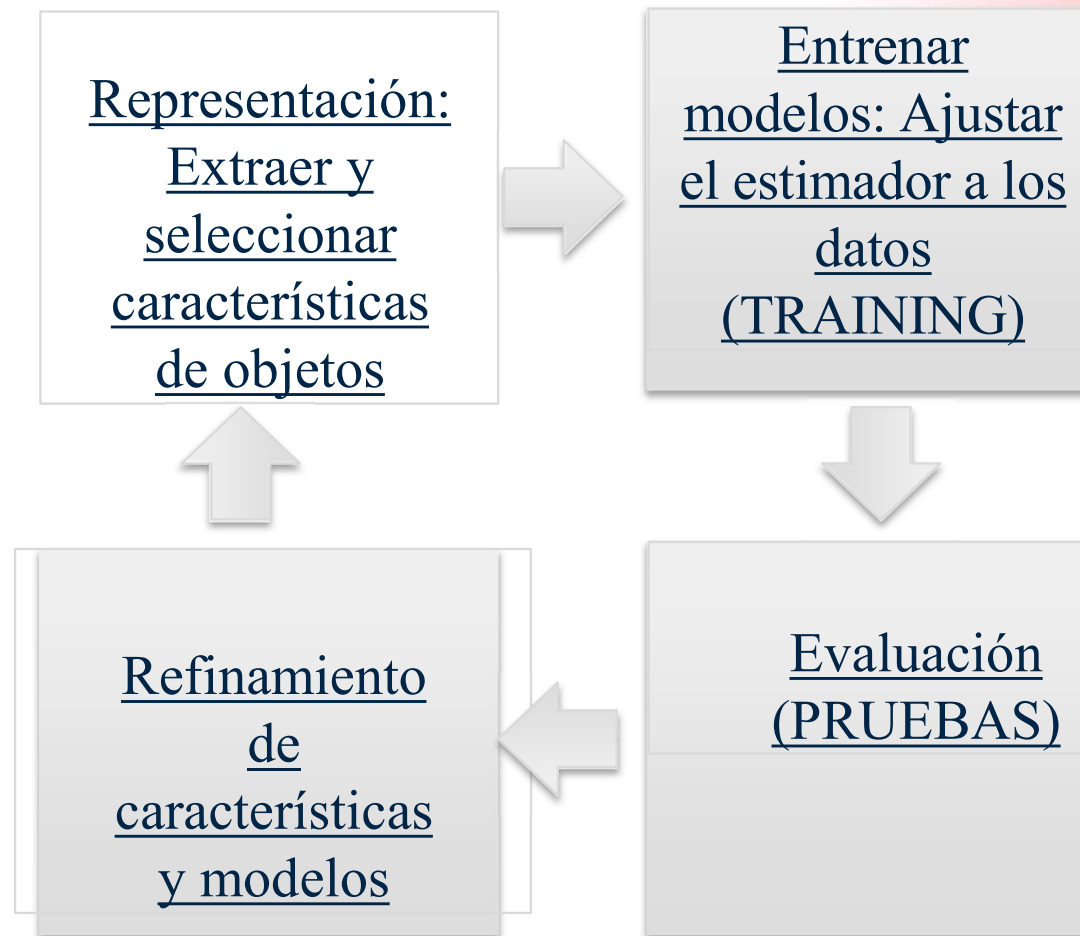 Representación:
Extraer y
seleccionar
características
de objetos
Entrenar
modelos: Ajustar
el estimador a los
datos
(TRAINING)
Evaluación
(PRUEBAS)
Refinamiento
de
características
y modelos